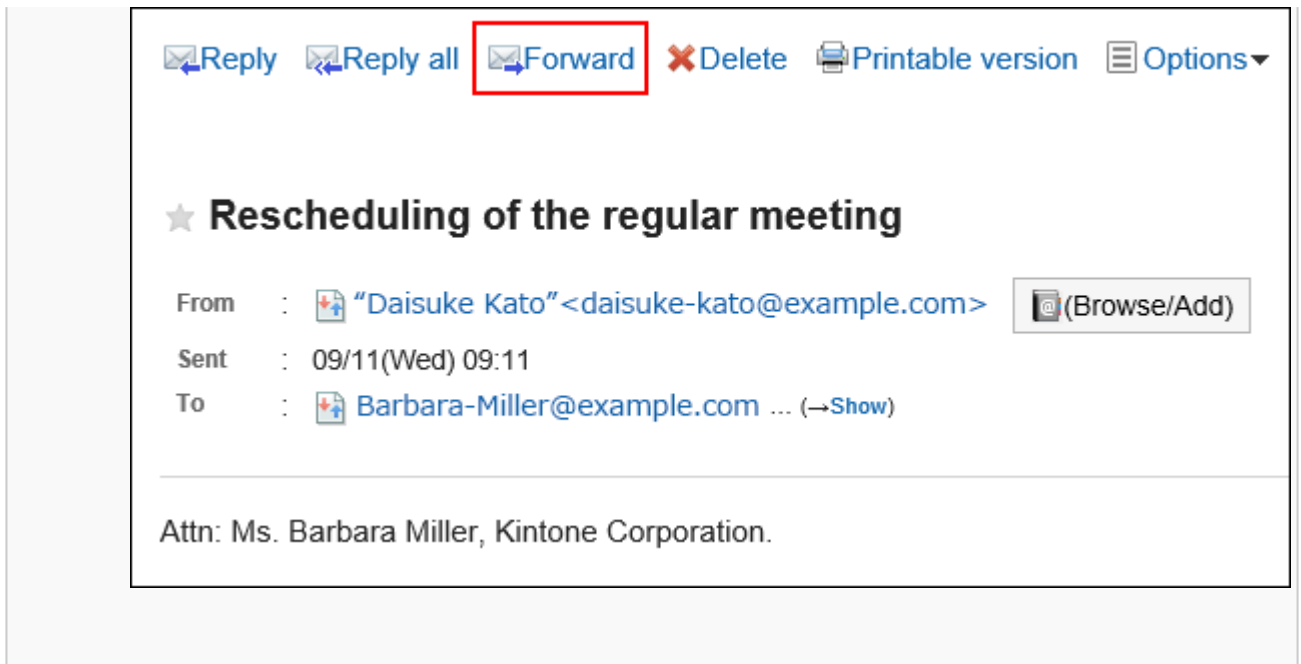 Reply Reply all Forward Delete Printable version Options
Rescheduling of the regular meeting
From : “Daisuke Kato”<daisuke-kato@example.com> (Browse/Add)
Sent : 09/11(Wed) 09:11
To : Barbara-Miller@example.com ... (→Show)
Attn: Ms. Barbara Miller, Kintone Corporation.